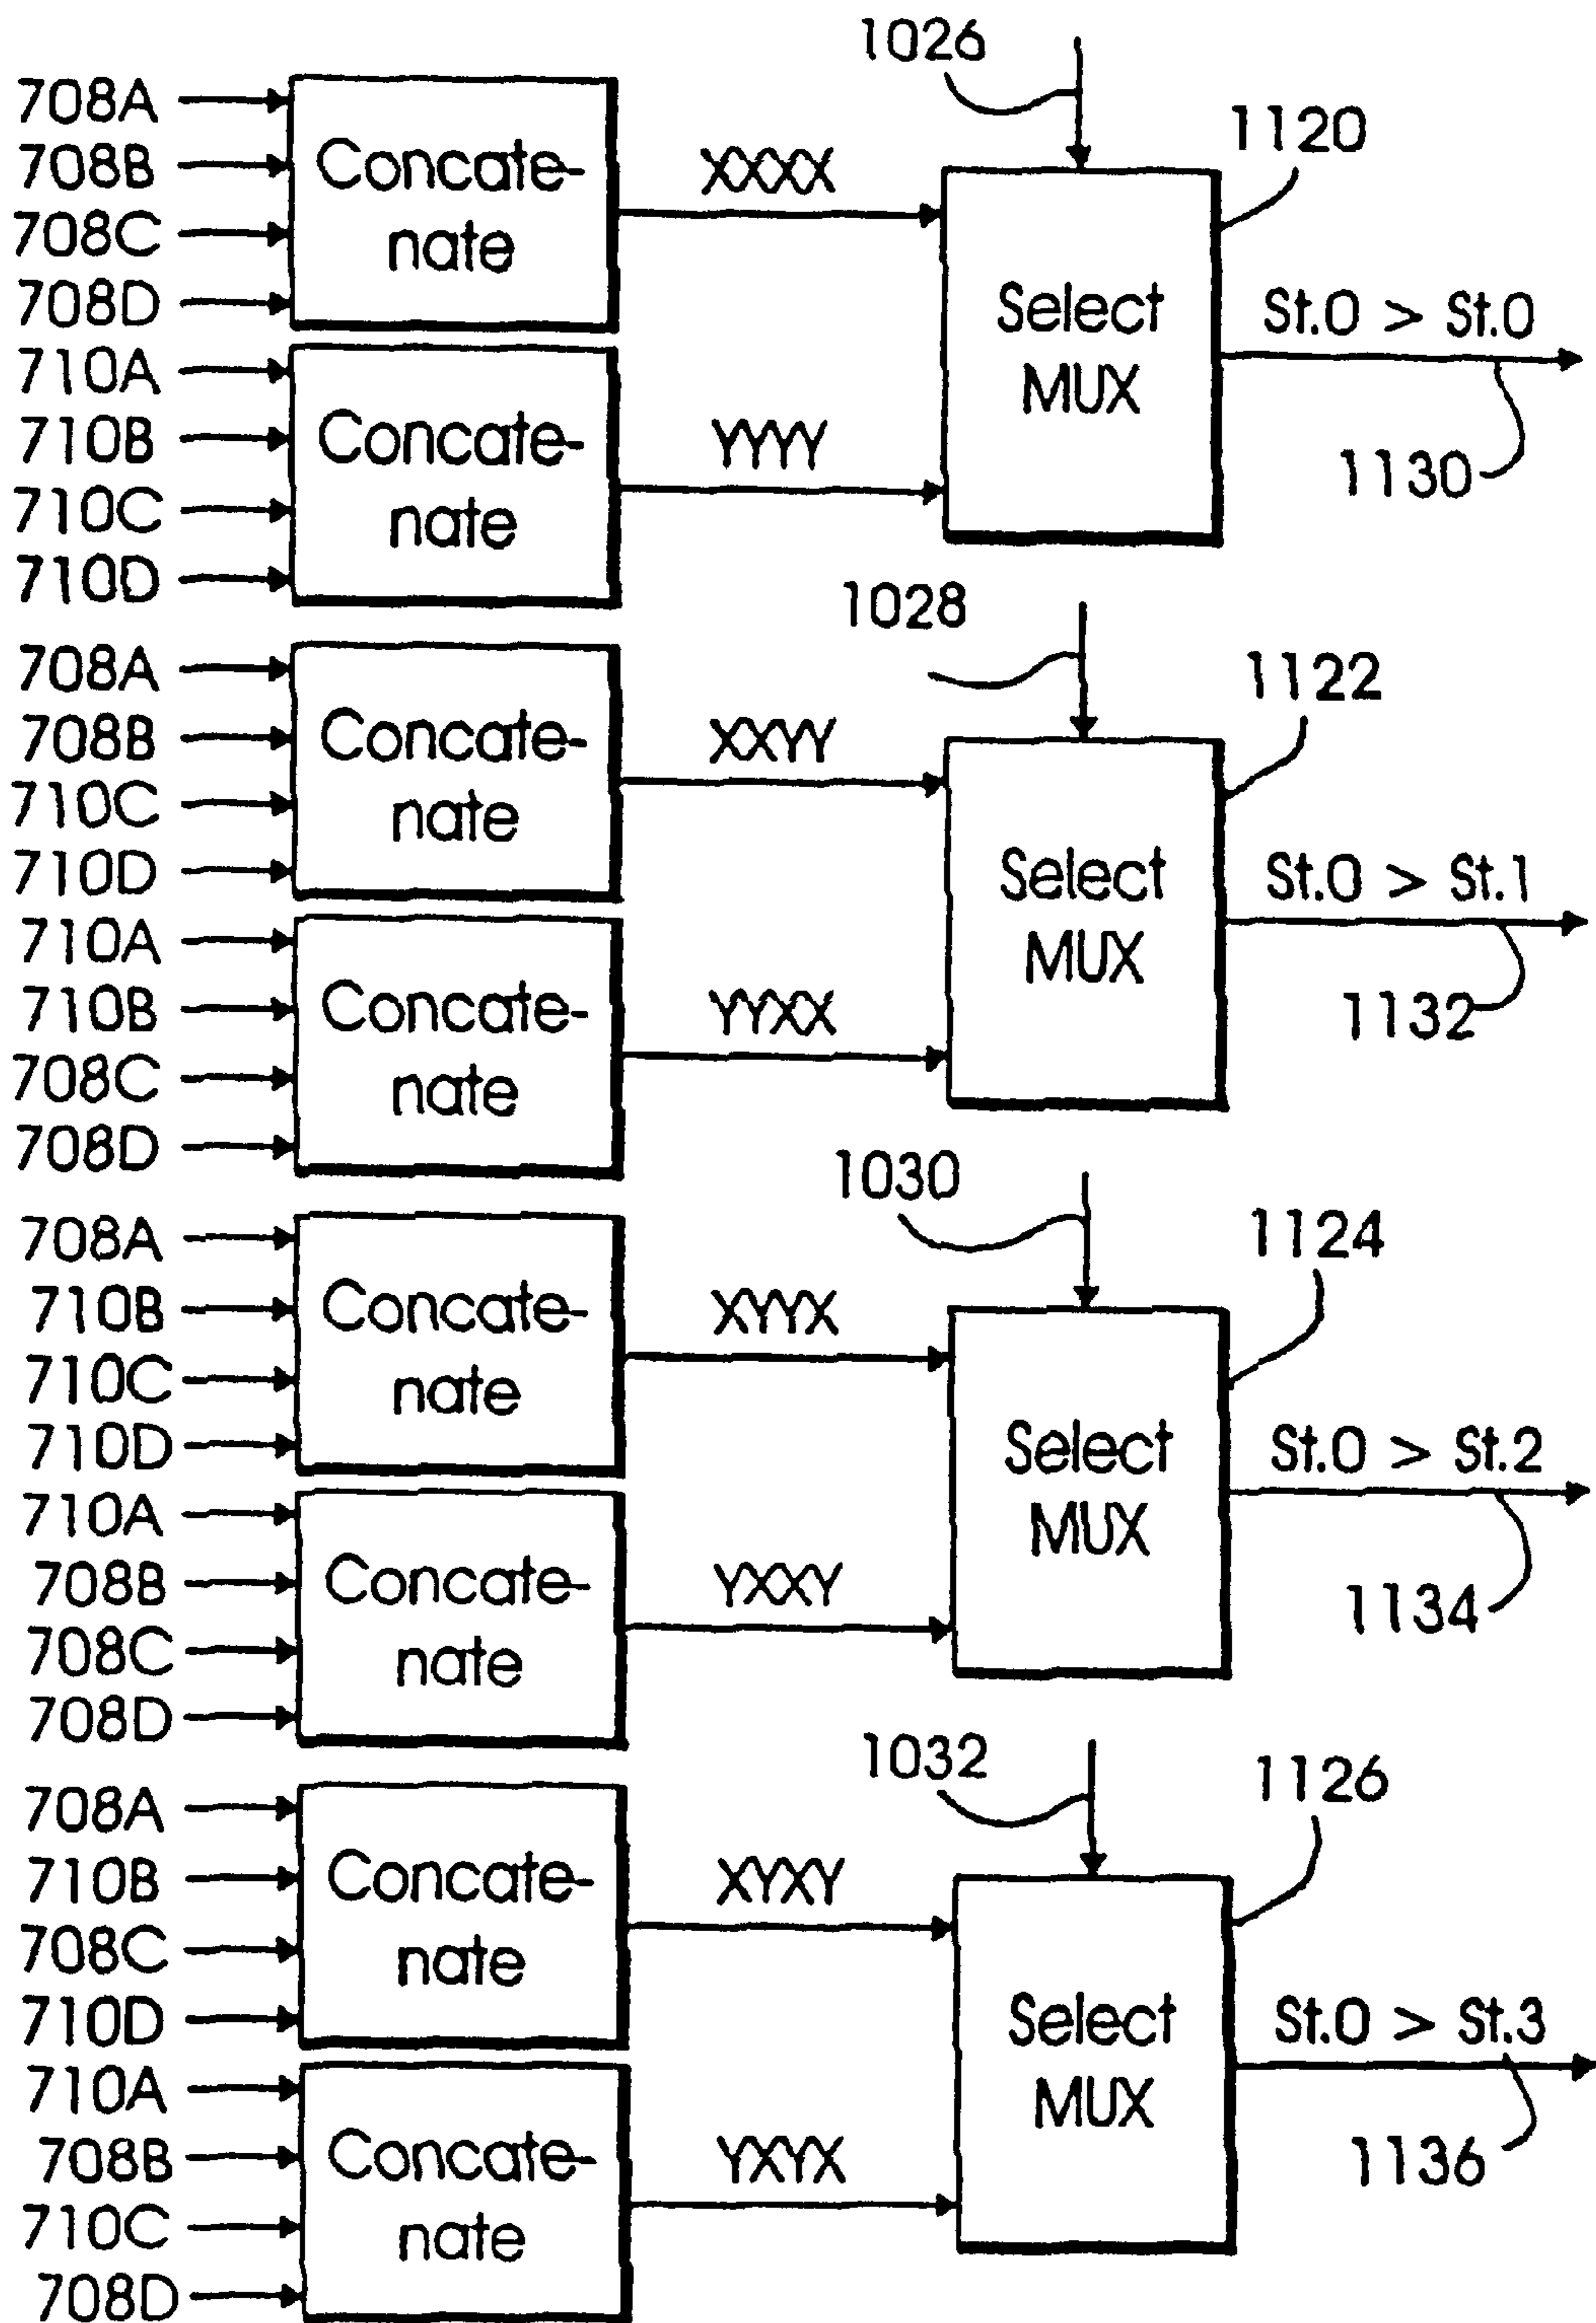 1026
708A
708B
708C
708D
Concate-
nate
XXXX
1120
Select
MUX
St.0 > St.0
1130
710A
710B
710C
710D
Concate-
nate
YYYY
1028
708A
708B
710C
710D
Concate-
nate
XXYY
1122
Select
MUX
St.0 > St.1
1132
710A
710B
708C
708D
Concate-
nate
YYXX
1030
708A
710B
710C
710D
Concate-
nate
XYYX
1124
Select
MUX
St.0 > St.2
1134
710A
708B
708C
708D
Concate-
nate
YXXY
1032
708A
710B
708C
710D
Concate-
nate
XYXY
1126
Select
MUX
St.0 > St.3
1136
710A
708B
710C
708D
Concate-
nate
YXYX